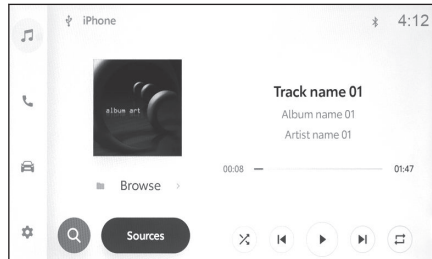 iPhone
4:12
album art
Track name 01
Album name 01
Artist name 01
00:08
01:47
Browse
Sources